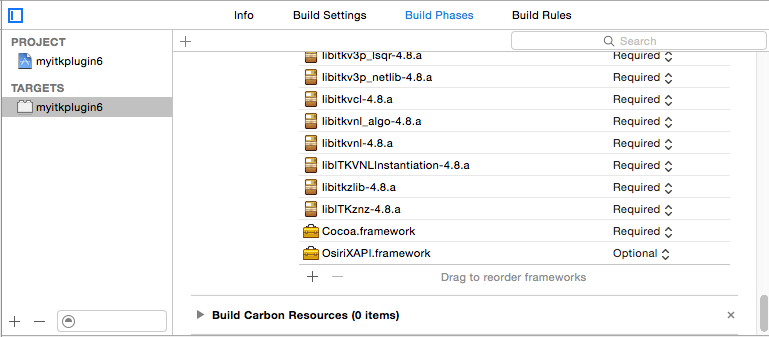 Info Build Settings Build Phases Build Rules
PROJECT
myitkplugin6
TARGETS
myitkplugin6
Search
libitkv3p_lsqr-4.8.a Required
libitkv3p_netlib-4.8.a Required
libitkvcl-4.8.a Required
libitkvnl_algo-4.8.a Required
libitkvnl-4.8.a Required
libITKVNLInstantiation-4.8.a Required
libitkzlib-4.8.a Required
libITKznz-4.8.a Required
Cocoa.framework Required
OsiriXAPI.framework Optional
Drag to reorder frameworks
Build Carbon Resources (0 items)